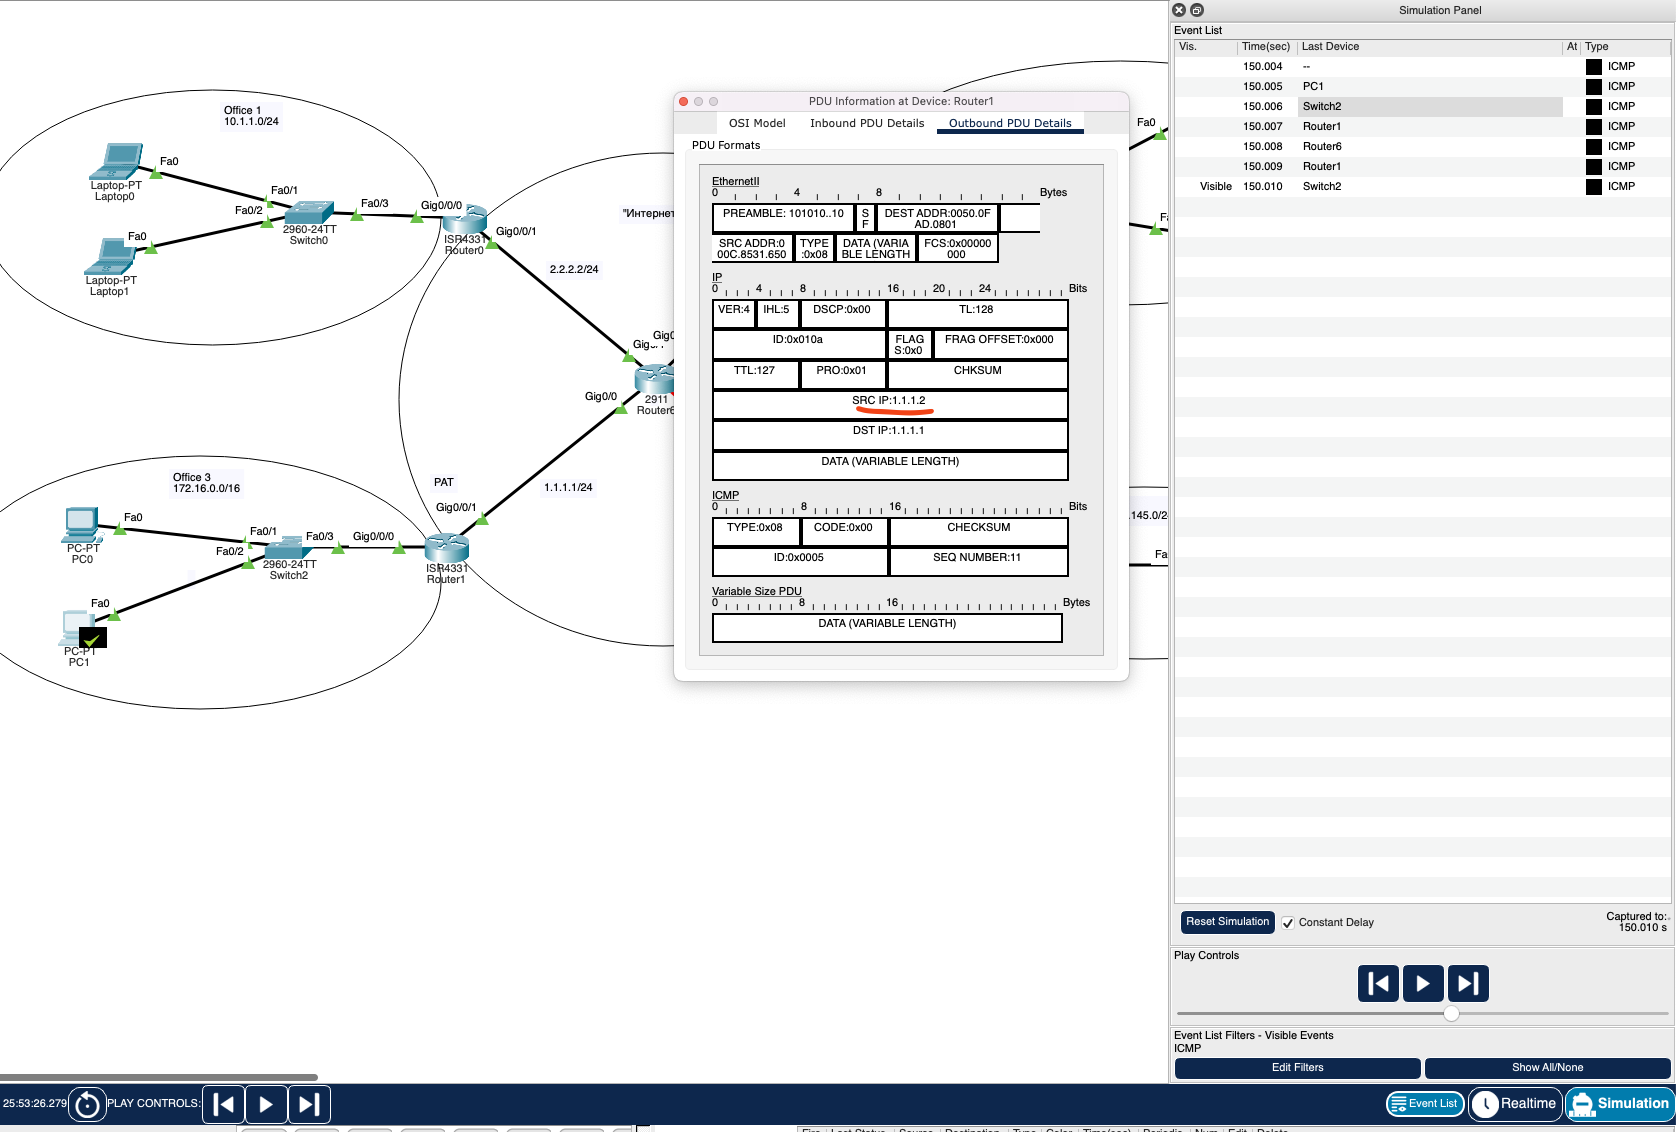 Office 1
10.1.1.0/24
Fa0
Laptop-PT
Laptop0
Fa0/1
Fa0/2
Fa0
Laptop-PT
Laptop1
2960-24TT
Switch0
Fa0/3
Gig0/0/0
ISR4331
Router0
Gig0/0/1
2.2.2.2/24
"Интернет
Gig0/0
2911
Office 3
172.16.0.0/16
PAT
Gig0/0/1
1.1.1.1/24
Fa0
PC-PT
PC0
Fa0/1
Fa0/2
Fa0/3
Gig0/0/0
2960-24TT
Switch2
ISR4331
Router1
Fa0
PC-PT
PC1
Fa0
.145.0/2
PDU Information at Device: Router1
OSI Model Inbound PDU Details Outbound PDU Details
PDU Formats
EthernetII
0 4 8 Bytes
PREAMBLE: 101010..10 S F DEST ADDR:0050.0F AD.0801
SRC ADDR:0 00C.8531.650 TYPE :0x08 DATA (VARIA BLE LENGTH FCS:0x00000 000
IP
0 4 8 16 20 24 Bits
VER:4 IHL:5 DSCP:0x00 TL:128
ID:0x010a FLAG S:0x0 FRAG OFFSET:0x000
TTL:127 PRO:0x01 CHKSUM
SRC IP:1.1.1.2
DST IP:1.1.1.1
DATA (VARIABLE LENGTH)
ICMP
0 8 16 Bits
TYPE:0x08 CODE:0x00 CHECKSUM
ID:0x0005 SEQ NUMBER:11
Variable Size PDU
0 8 16 Bytes
DATA (VARIABLE LENGTH)
Simulation Panel
Event List
Vis. Time(sec) Last Device At Type
150.004 -- ICMP
150.005 PC1 ICMP
150.006 Switch2 ICMP
150.007 Router1 ICMP
150.008 Router6 ICMP
150.009 Router1 ICMP
Visible 150.010 Switch2 ICMP
Reset Simulation Constant Delay
Captured to:
150.010 s
Play Controls
Event List Filters - Visible Events
ICMP
Edit Filters Show All/None
25:53:26.279 PLAY CONTROLS: Event List Realtime Simulation
Fire Last Status Source Destination Type Color Time(sec) Periodic Num Edit Delete